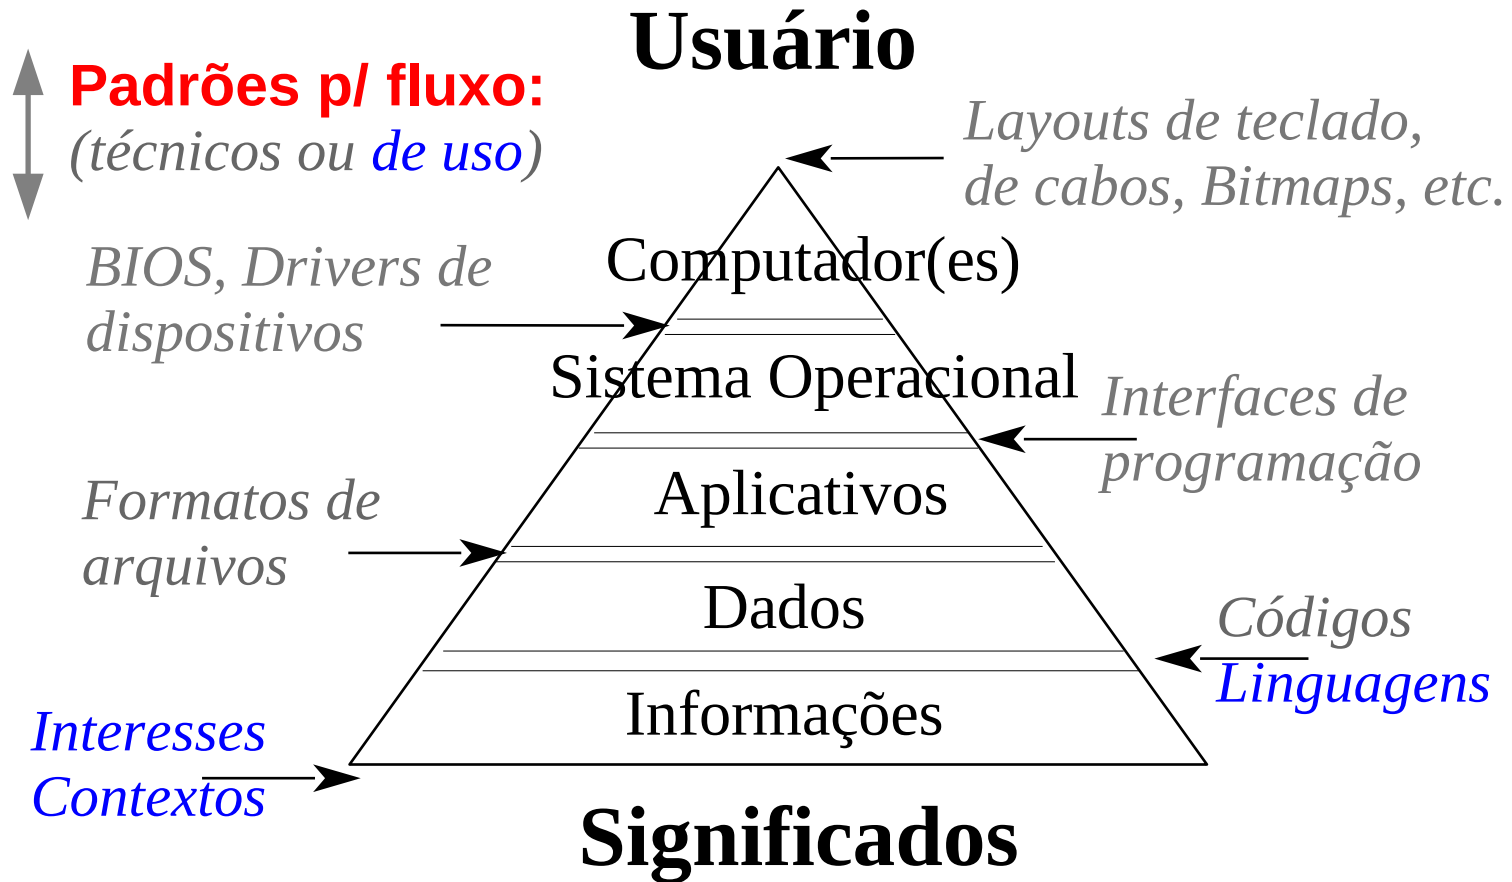 Usuário
Padrões p/ fluxo:
(técnicos ou de uso)
Layouts de teclado,
de cabos, Bitmaps, etc.
BIOS, Drivers de
dispositivos
Computador(es)
Sistema Operacional
Interfaces de
programação
Aplicativos
Formatos de
arquivos
Dados
Códigos
Linguagens
Informações
Interesses
Contextos
Significados